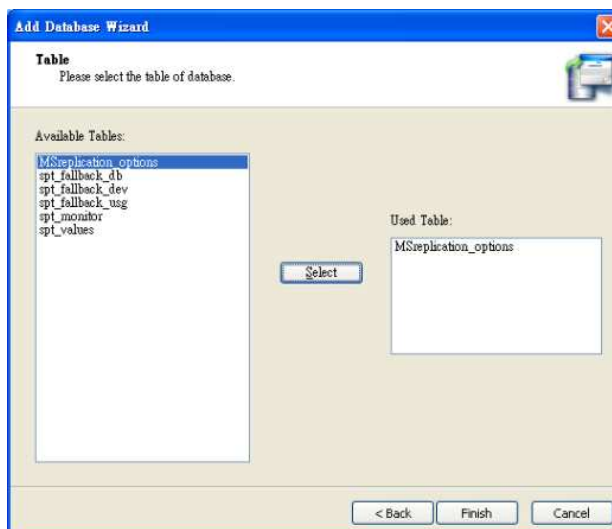 Add Database Wizard
Table
Please select the table of database.
Available Tables:
MSreplication_options
spt_fallback_db
spt_fallback_dev
spt_fallback_usg
spt_monitor
spt_values
Select
Used Table:
MSreplication_options
< Back
Finish
Cancel